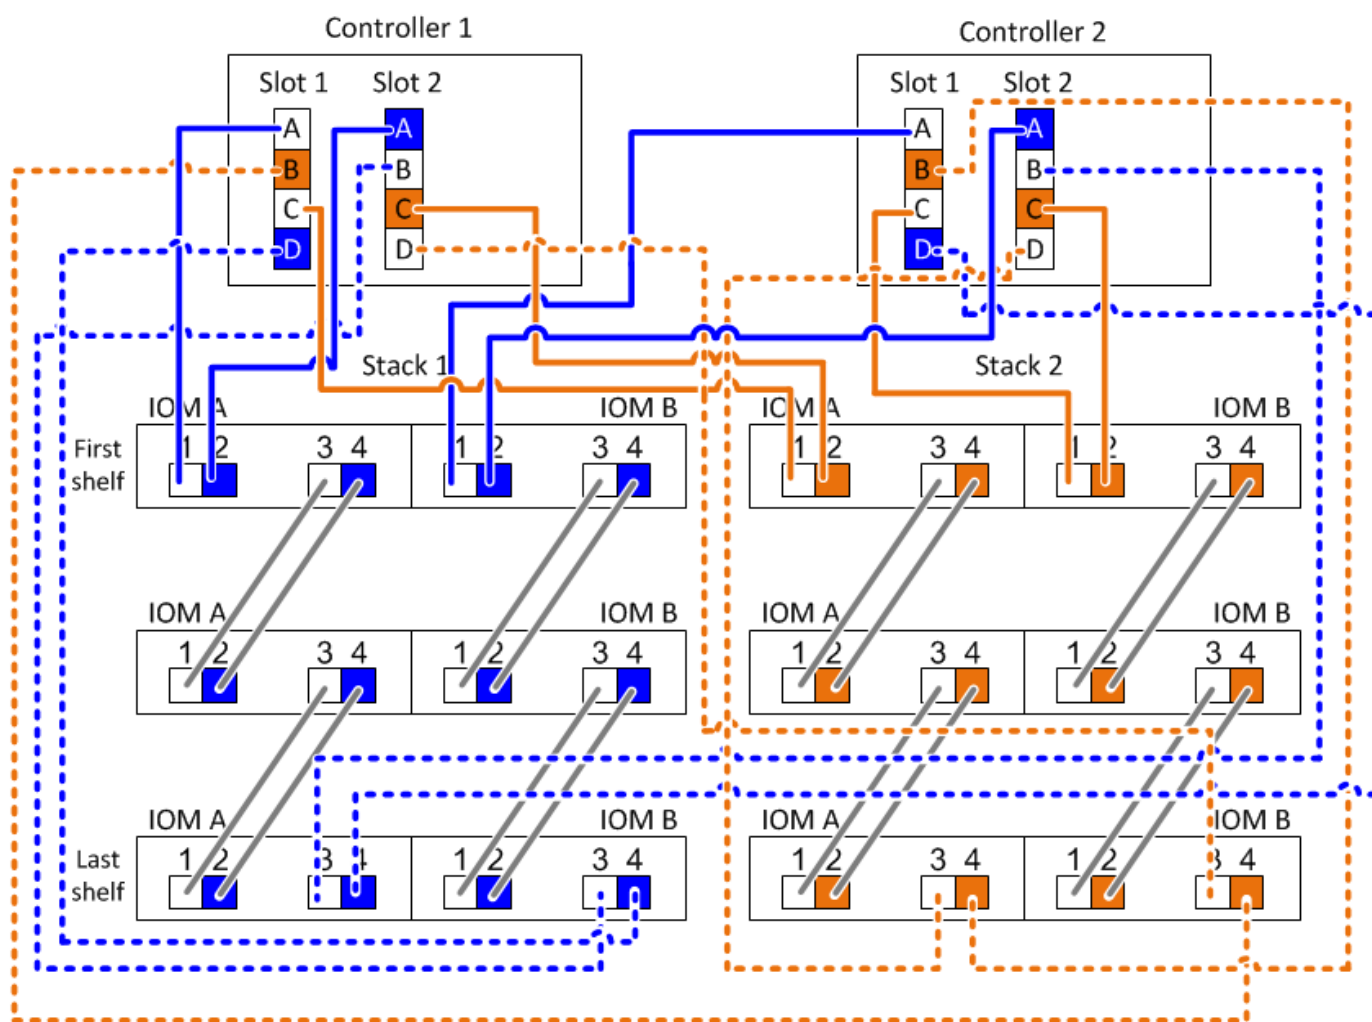 Controller 1
Controller 2
Slot 1 Slot 2
Slot 1 Slot 2
A A
B B
C C
D D
A A
B B
C C
D D
Stack 1
Stack 2
IOM A IOM B
IOM A IOM B
First
shelf
1 2 3 4 1 2 3 4
1 2 3 4 1 2 3 4
IOM A IOM B
IOM A IOM B
1 2 3 4 1 2 3 4
1 2 3 4 1 2 3 4
IOM A IOM B
IOM A IOM B
Last
shelf
1 2 3 4 1 2 3 4
1 2 3 4 1 2 3 4